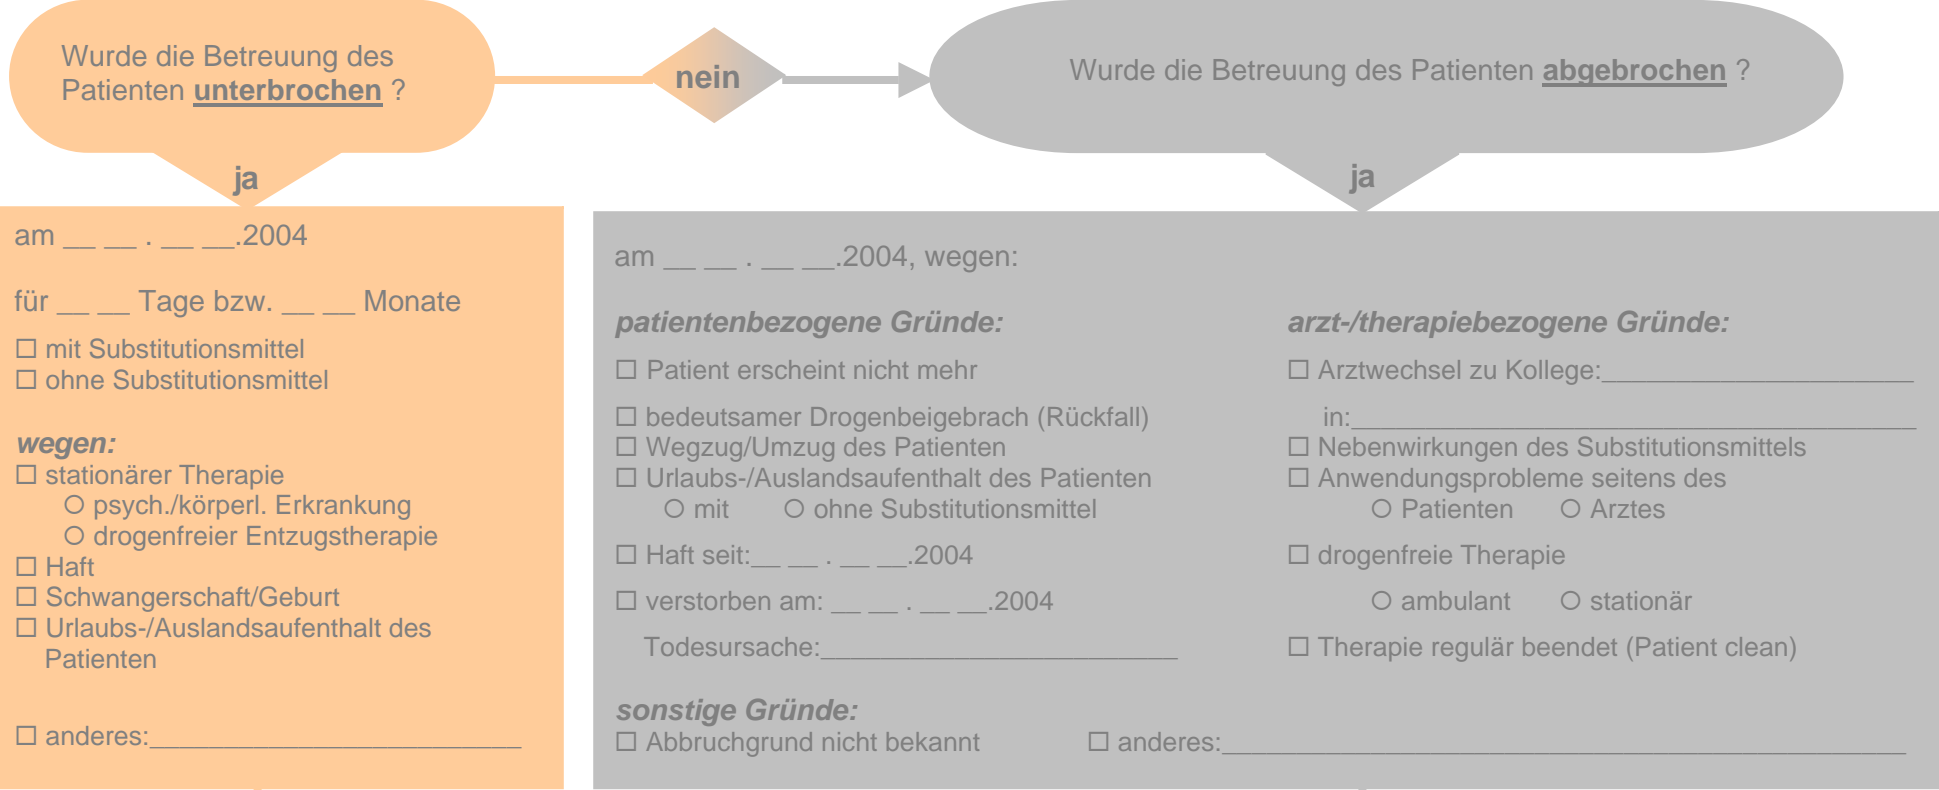 Wurde die Betreuung des
Patienten unterbrochen ?
nein
Wurde die Betreuung des Patienten abgebrochen ?
ja
am __ __ . __ __.2004
für __ __ Tage bzw. __ __ Monate
☐ mit Substitutionsmittel
☐ ohne Substitutionsmittel
wegen:
☐ stationärer Therapie
○ psych./körperl. Erkrankung
○ drogenfreier Entzugstherapie
☐ Haft
☐ Schwangerschaft/Geburt
☐ Urlaubs-/Auslandsaufenthalt des
Patienten
☐ anderes:_________________________
ja
am __ __ . __ __.2004, wegen:
patientenbezogene Gründe:
☐ Patient erscheint nicht mehr
☐ bedeutsamer Drogenbeigebrach (Rückfall)
☐ Wegzug/Umzug des Patienten
☐ Urlaubs-/Auslandsaufenthalt des Patienten
○ mit ○ ohne Substitutionsmittel
☐ Haft seit:__ __ . __ __.2004
☐ verstorben am: __ __ . __ __.2004
Todesursache:________________________
arzt-/therapiebezogene Gründe:
☐ Arztwechsel zu Kollege:_____________________
in:______________________________________
☐ Nebenwirkungen des Substitutionsmittels
☐ Anwendungsprobleme seitens des
○ Patienten ○ Arztes
☐ drogenfreie Therapie
○ ambulant ○ stationär
☐ Therapie regulär beendet (Patient clean)
sonstige Gründe:
☐ Abbruchgrund nicht bekannt ☐ anderes:______________________________________________